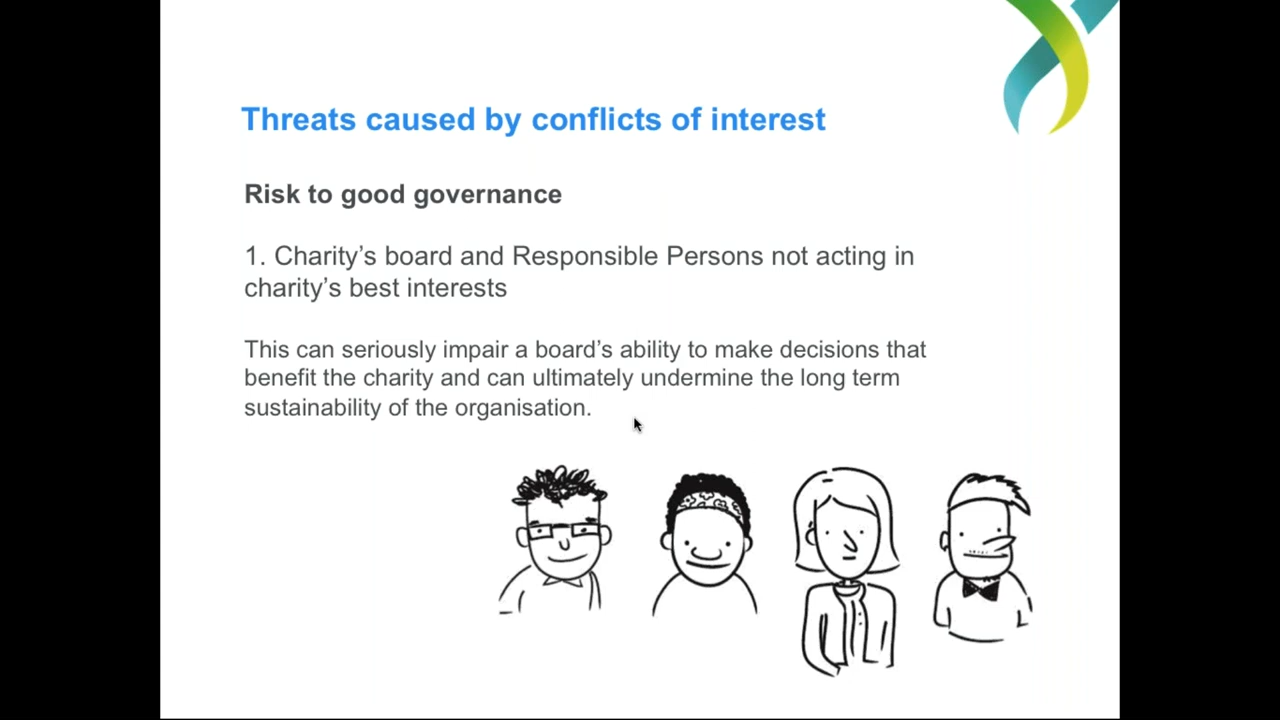 Threats caused by conflicts of interest
Risk to good governance
1. Charity’s board and Responsible Persons not acting in
charity’s best interests
This can seriously impair a board’s ability to make decisions that
benefit the charity and can ultimately undermine the long term
sustainability of the organisation.